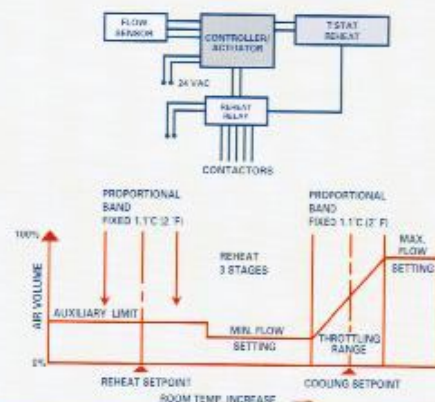 FLOW
SENSOR
CONTROLLER/
ACTUATOR
T'STAT
REHEAT
24 VAC
REHEAT
RELAY
CONTACTORS
PROPORTIONAL
BAND
FIXED 1.1°C (2 °F)
PROPORTIONAL
BAND
FIXED 1.1°C (2 °F)
100%
REHEAT
3 STAGES
MAX.
FLOW
SETTING
AIR VOLUME
AUXILIARY LIMIT
MIN. FLOW
SETTING
THROTTLING
RANGE
0%
REHEAT SETPOINT
COOLING SETPOINT
ROOM TEMP. INCREASE